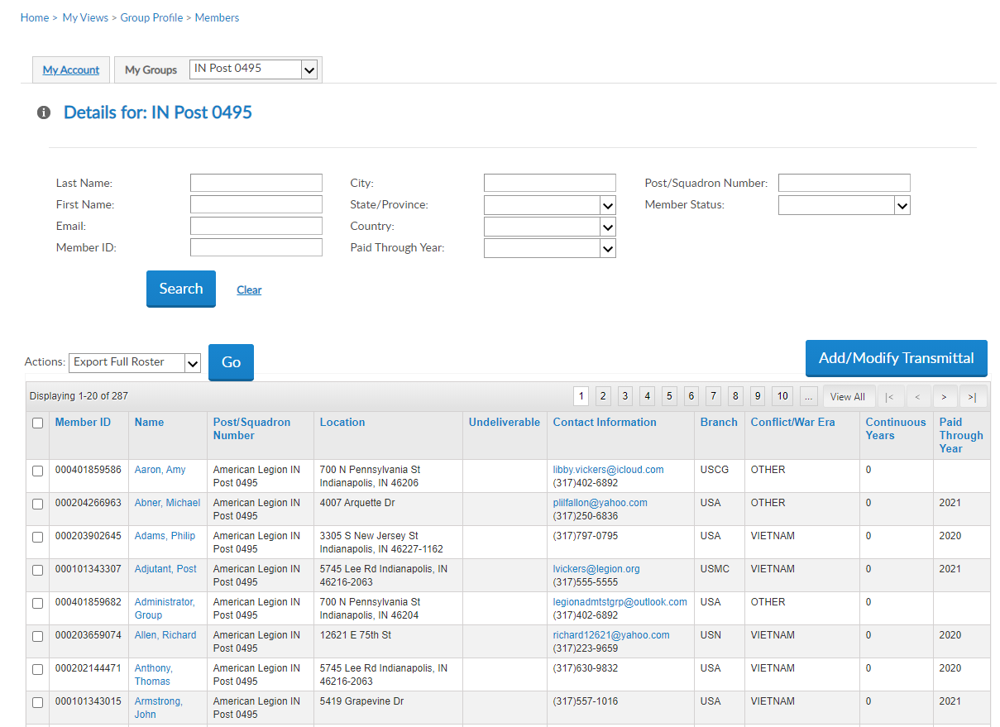 Home > My Views > Group Profile > Members
My Account My Groups IN Post 0495
Details for: IN Post 0495
Last Name: City: Post/Squadron Number:
First Name: State/Province: Member Status:
Email: Country:
Member ID: Paid Through Year:
Search Clear
Actions: Export Full Roster Go Add/Modify Transmittal
Displaying 1-20 of 287 1 2 3 4 5 6 7 8 9 10 ... View All |< < > >|
Member ID Name Post/Squadron Location Undeliverable Contact Information Branch Conflict/War Era Continuous Paid
Number Years Through
Year
000401859586 Aaron, Amy American Legion IN 700 N Pennsylvania St libby.vickers@icloud.com USCG OTHER 0
Post 0495 Indianapolis, IN 46206 (317)402-6892
000204266963 Abner, Michael American Legion IN 4007 Arquette Dr plilfallon@yahoo.com USA OTHER 0 2021
Post 0495 (317)250-6836
000203902645 Adams, Philip American Legion IN 3305 S New Jersey St (317)797-0795 USA VIETNAM 0 2020
Post 0495 Indianapolis, IN 46227-1162
000101343307 Adjutant, Post American Legion IN 5745 Lee Rd Indianapolis, IN lvickers@legion.org USMC VIETNAM 0 2021
Post 0495 46216-2063 (317)555-5555
000401859682 Administrator, American Legion IN 700 N Pennsylvania St legionadmtstgrp@outlook.com USA OTHER 0
Group Post 0495 Indianapolis, IN 46204 (317)402-6892
000203659074 Allen, Richard American Legion IN 12621 E 75th St richard12621@yahoo.com USN VIETNAM 0 2020
Post 0495 (317)223-9659
000202144471 Anthony, American Legion IN 5745 Lee Rd Indianapolis, IN (317)630-9832 USA VIETNAM 0 2020
Thomas Post 0495 46216-2063
000101343015 Armstrong, American Legion IN 5419 Grapevine Dr (317)557-1016 USA VIETNAM 0 2021
John Post 0495